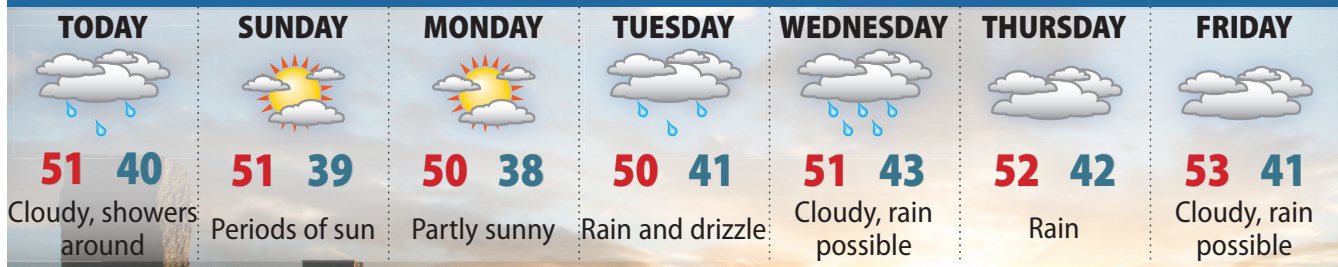 TODAY
51 40
Cloudy, showers
around
SUNDAY
51 39
Periods of sun
MONDAY
50 38
Partly sunny
TUESDAY
50 41
Rain and drizzle
WEDNESDAY
51 43
Cloudy, rain
possible
THURSDAY
52 42
Rain
FRIDAY
53 41
Cloudy, rain
possible